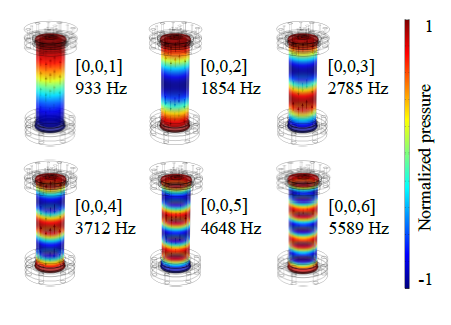 [0,0,1]
933 Hz
[0,0,2]
1854 Hz
[0,0,3]
2785 Hz
[0,0,4]
3712 Hz
[0,0,5]
4648 Hz
[0,0,6]
5589 Hz
1
Normalized pressure
-1